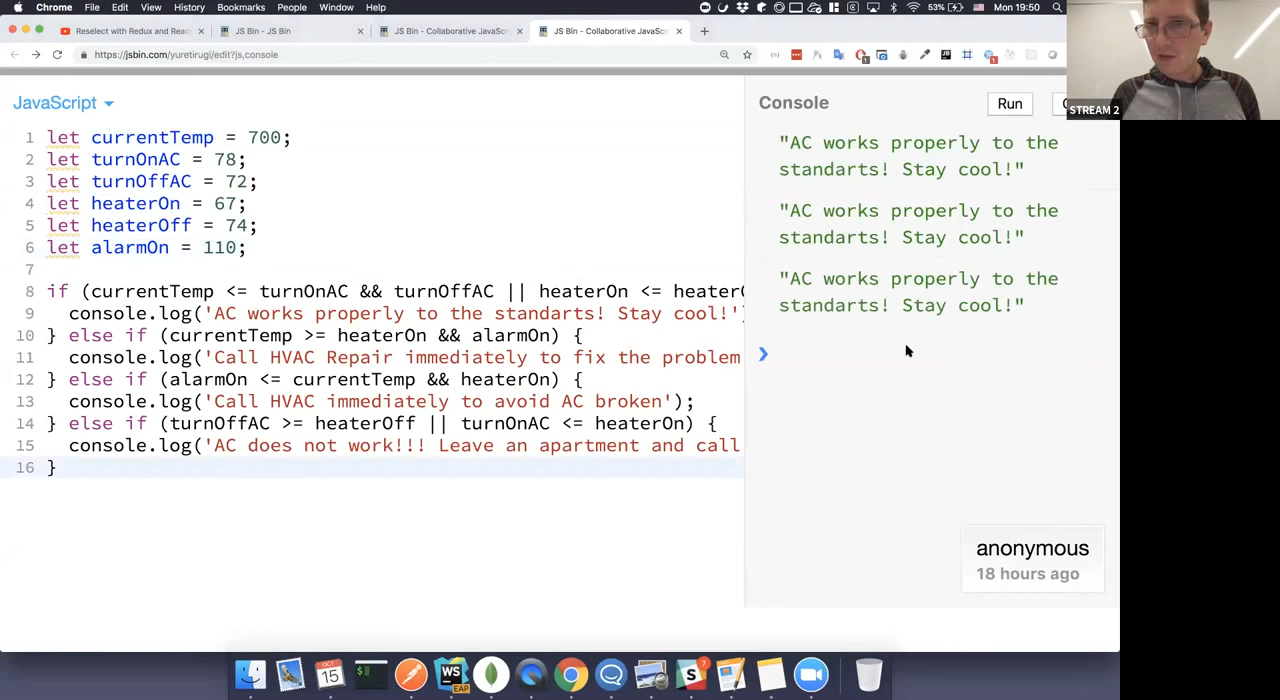 Chrome File Edit View History Bookmarks People Window Help 53% Mon 19:50
Reselect with Redux and Reac JS Bin - JS Bin JS Bin - Collaborative JavaScr JS Bin - Collaborative JavaScri
https://jsbin.com/yuretirugi/edit?js,console
STREAM 2
JavaScript
Console
Run
1 let currentTemp = 700;
2 let turnOnAC = 78;
3 let turnOffAC = 72;
4 let heaterOn = 67;
5 let heaterOff = 74;
6 let alarmOn = 110;
7
8 if (currentTemp <= turnOnAC && turnOffAC || heaterOn <= heater
9 console.log('AC works properly to the standarts! Stay cool!'
10 } else if (currentTemp >= heaterOn && alarmOn) {
11 console.log('Call HVAC Repair immediately to fix the problem
12 } else if (alarmOn <= currentTemp && heaterOn) {
13 console.log('Call HVAC immediately to avoid AC broken');
14 } else if (turnOffAC >= heaterOff || turnOnAC <= heaterOn) {
15 console.log('AC does not work!!! Leave an apartment and call
16 }
"AC works properly to the
standarts! Stay cool!"
"AC works properly to the
standarts! Stay cool!"
"AC works properly to the
standarts! Stay cool!"
anonymous
18 hours ago
OCT
15
WS
EAP
S
7